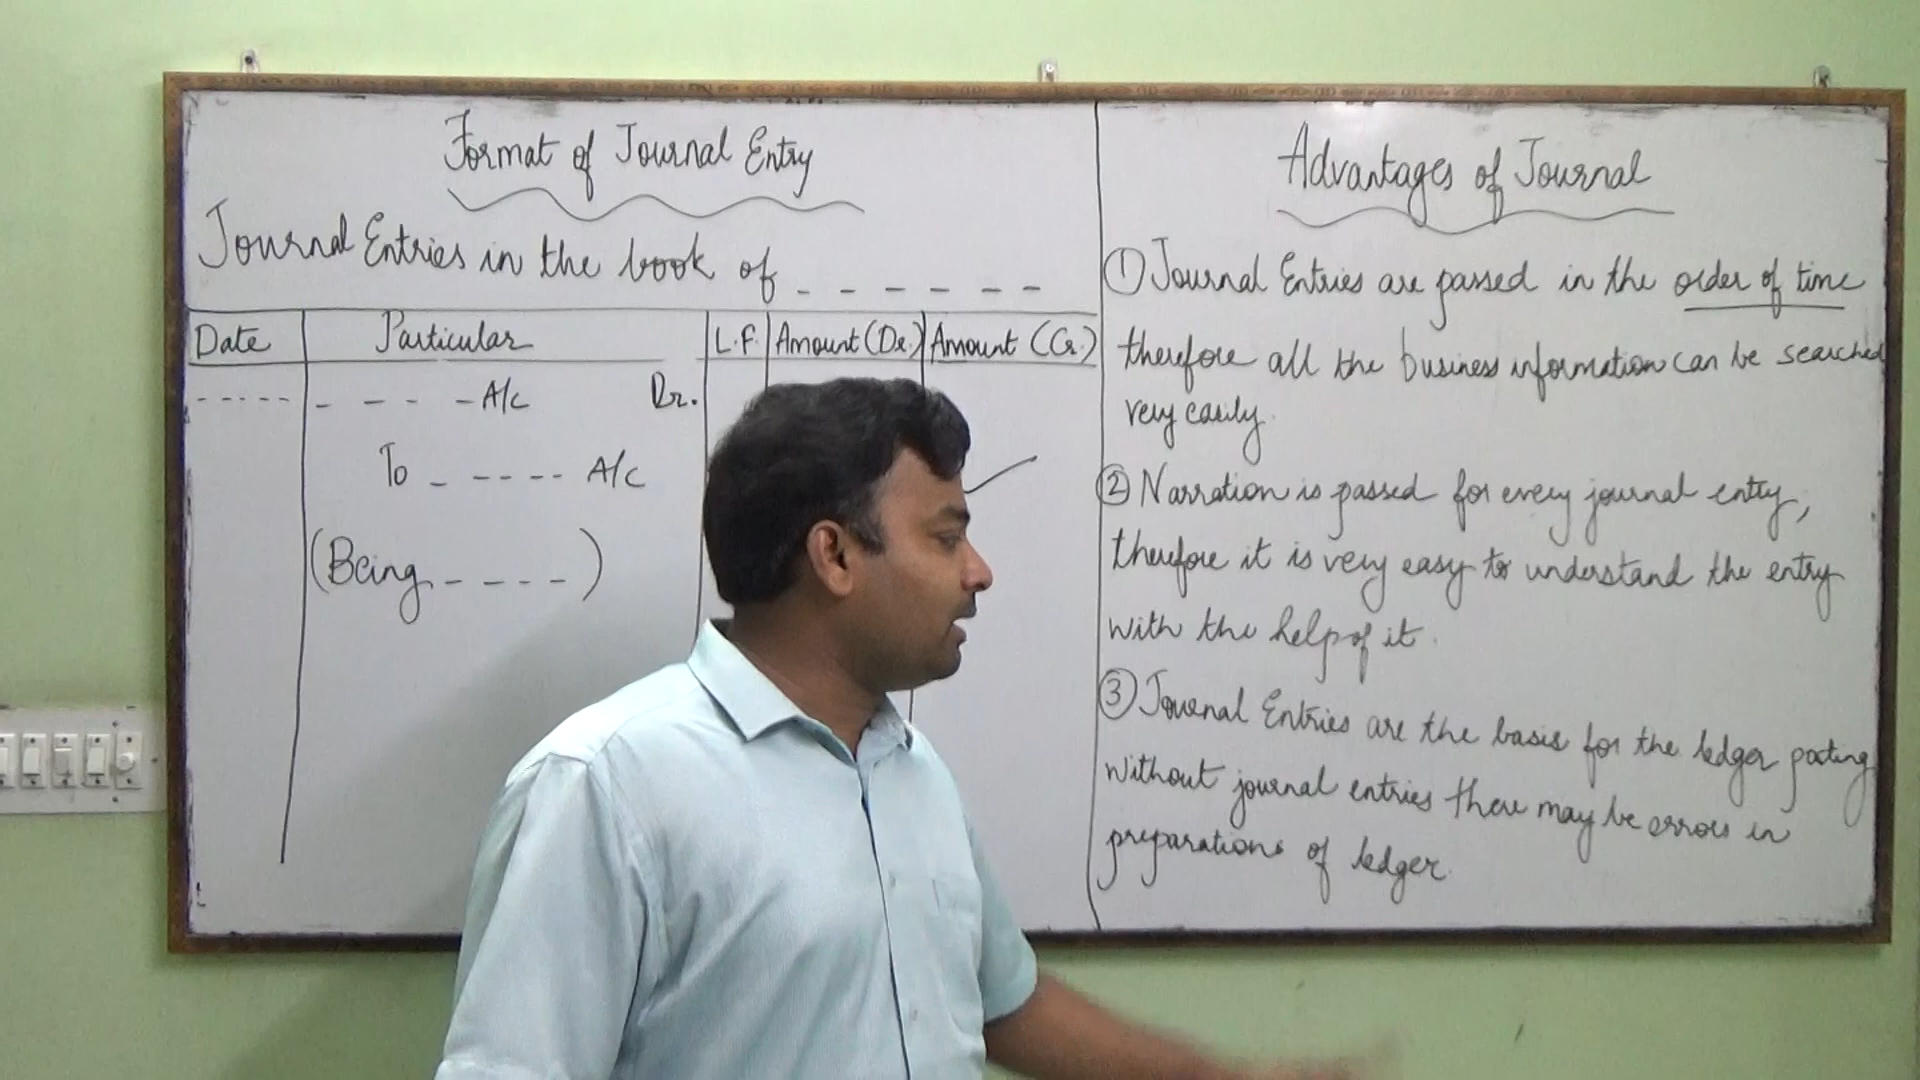 Format of Journal Entry
Journal Entries in the book of _ _ _ _ _ _
Date Particular L.F. Amount (Dr.) Amount (Cr.)
----- _ _ _ _ A/c Dr.
To _ ---- A/c
(Being _ _ _ _)
Advantages of Journal
① Journal Entries are passed in the order of time
therefore all the business information can be searched
very easily.
② Narration is passed for every journal entry,
therefore it is very easy to understand the entry
with the help of it.
③ Journal Entries are the basis for the ledger posting
without journal entries there may be errors in
preparations of ledger.